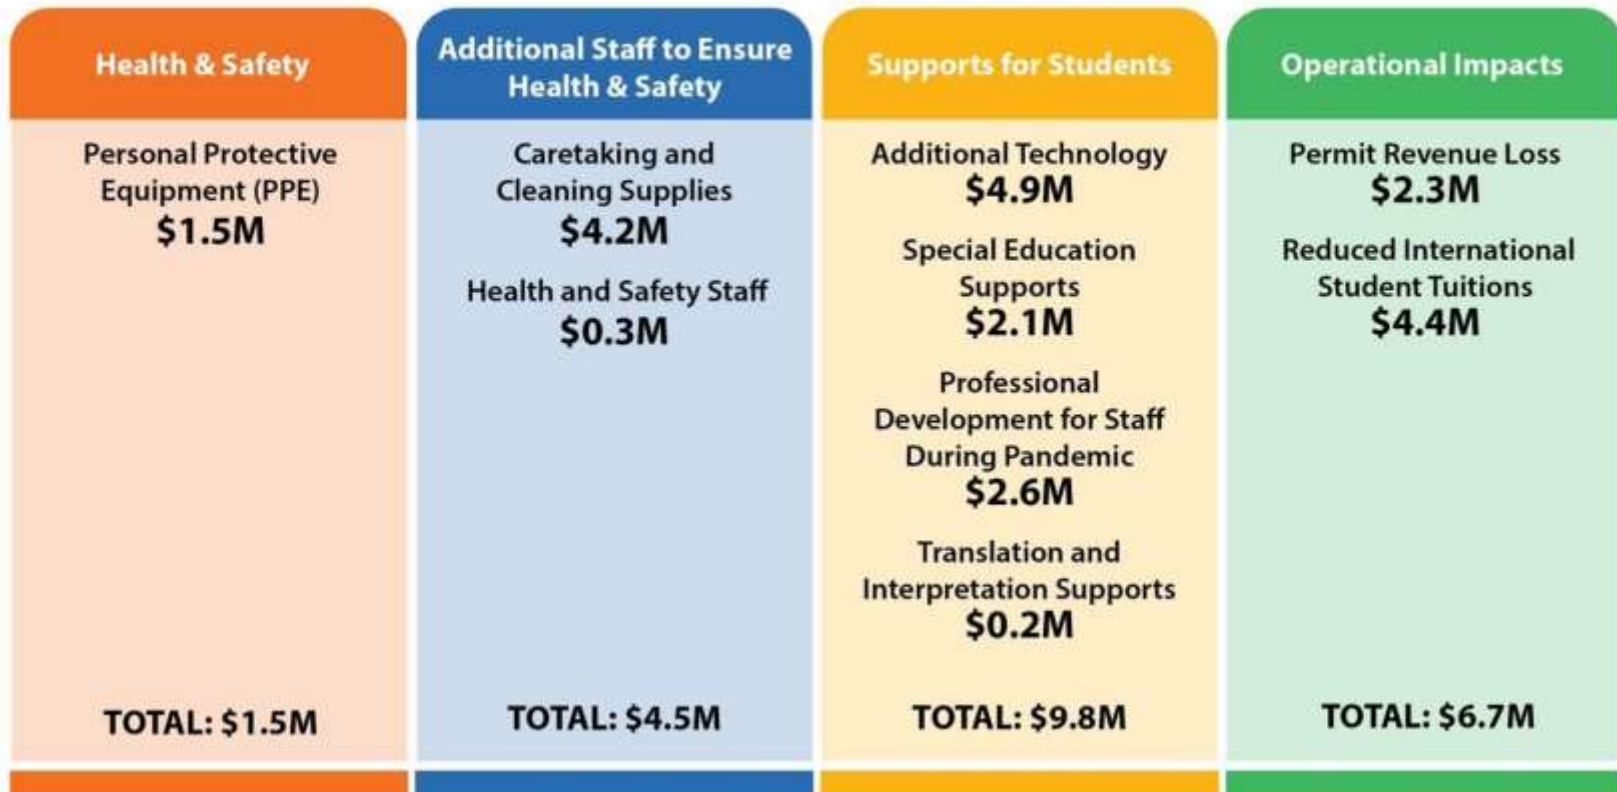 Health & Safety
Personal Protective
Equipment (PPE)
$1.5M
TOTAL: $1.5M
Additional Staff to Ensure
Health & Safety
Caretaking and
Cleaning Supplies
$4.2M
Health and Safety Staff
$0.3M
TOTAL: $4.5M
Supports for Students
Additional Technology
$4.9M
Special Education
Supports
$2.1M
Professional
Development for Staff
During Pandemic
$2.6M
Translation and
Interpretation Supports
$0.2M
TOTAL: $9.8M
Operational Impacts
Permit Revenue Loss
$2.3M
Reduced International
Student Tuitions
$4.4M
TOTAL: $6.7M